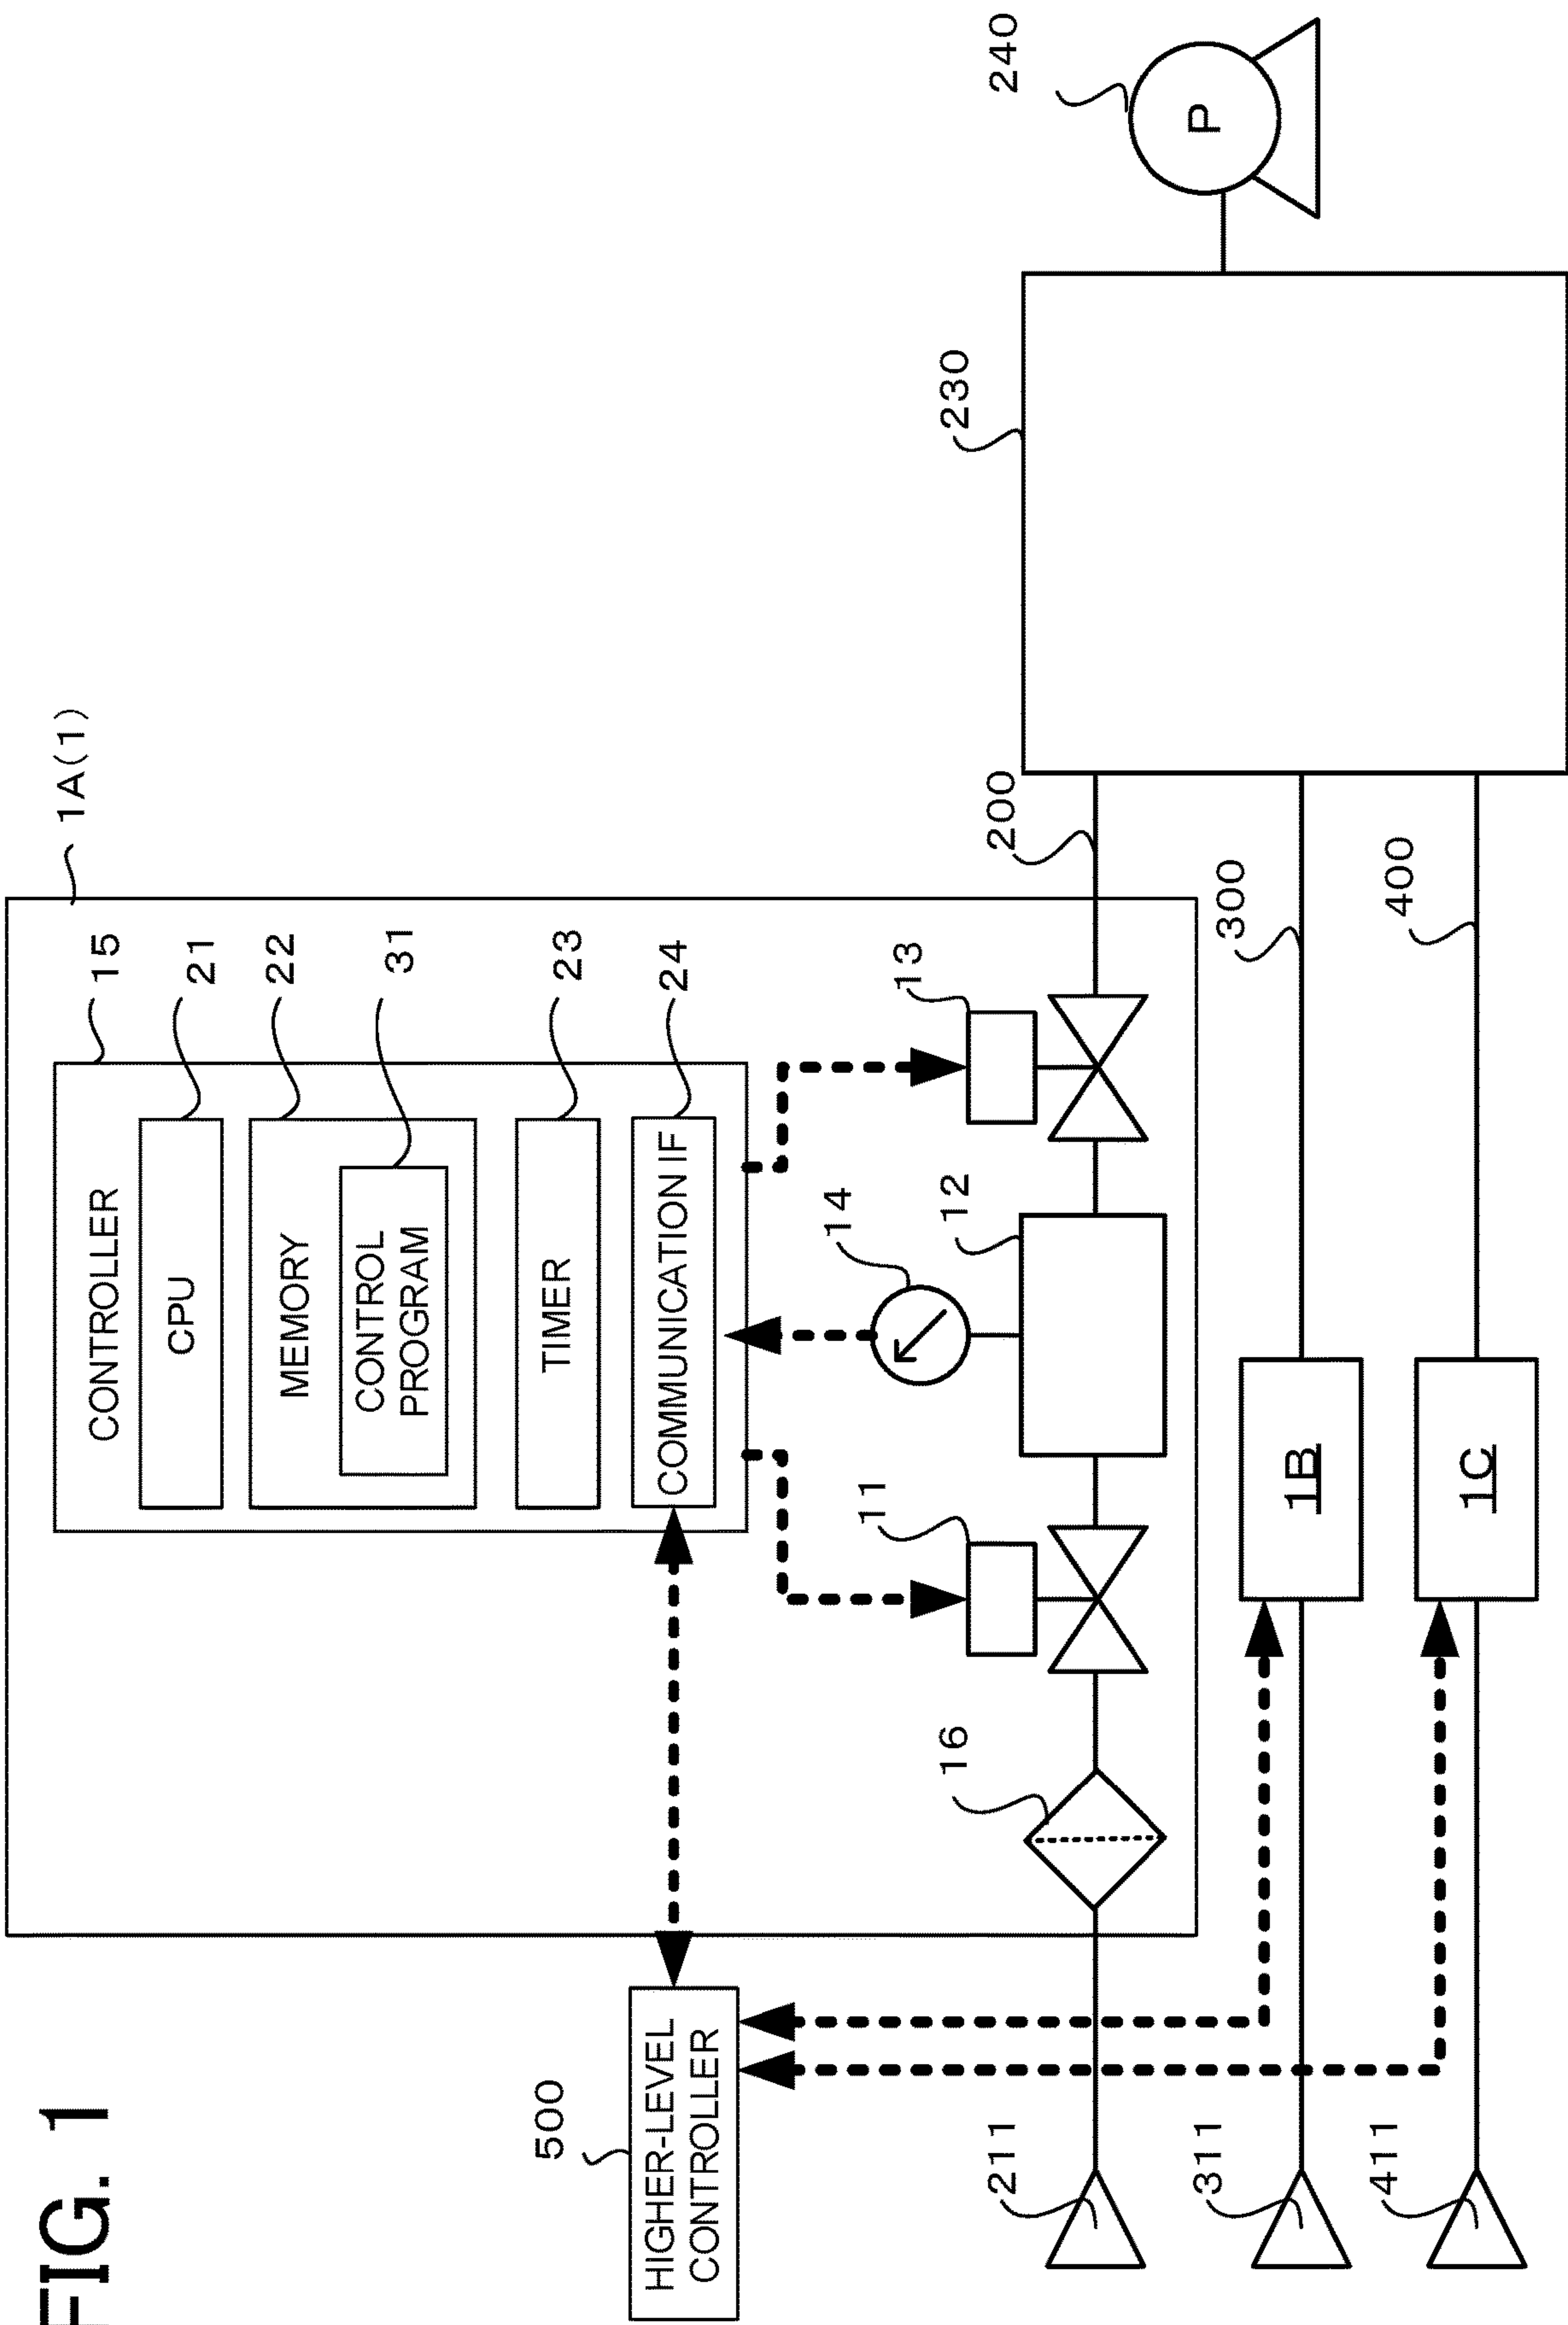 FIG. 1
1A(1)
15
CONTROLLER
21
CPU
22
MEMORY
31
CONTROL
PROGRAM
23
TIMER
24
COMMUNICATION IF
500
HIGHER-LEVEL
CONTROLLER
14
11
13
16
12
240
P
230
211
200
311
1B
300
411
1C
400